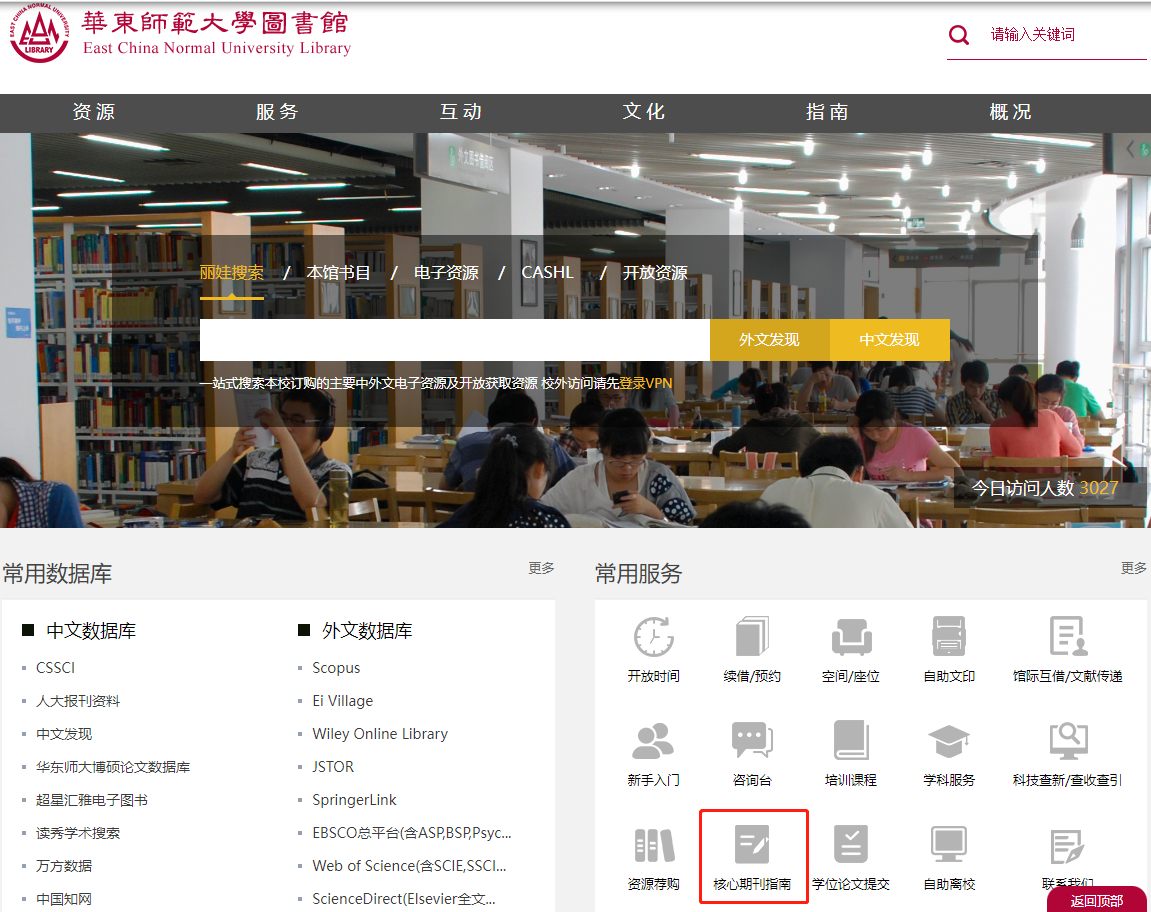 華東師範大學圖書館
East China Normal University Library
EAST CHINA NORMAL UNIVERSITY
LIBRARY
请输入关键词
资源 服务 互动 文化 指南 概况
丽娃搜索 / 本馆书目 / 电子资源 / CASHL / 开放资源
外文发现 中文发现
一站式搜索本校订购的主要中外文电子资源及开放获取资源 校外访问请先登录VPN
今日访问人数 3027
常用数据库 更多
中文数据库
CSSCI
人大报刊资料
中文发现
华东师大博硕论文数据库
超星汇雅电子图书
读秀学术搜索
万方数据
中国知网
外文数据库
Scopus
Ei Village
Wiley Online Library
JSTOR
SpringerLink
EBSCO总平台(含ASP,BSP,Psyc...
Web of Science(含SCIE,SSCI...
ScienceDirect(Elsevier全文...
常用服务 更多
开放时间 续借/预约 空间/座位 自助文印 馆际互借/文献传递
新手入门 咨询台 培训课程 学科服务 科技查新/查收查引
资源荐购 核心期刊指南 学位论文提交 自助离校 联系我们
返回顶部